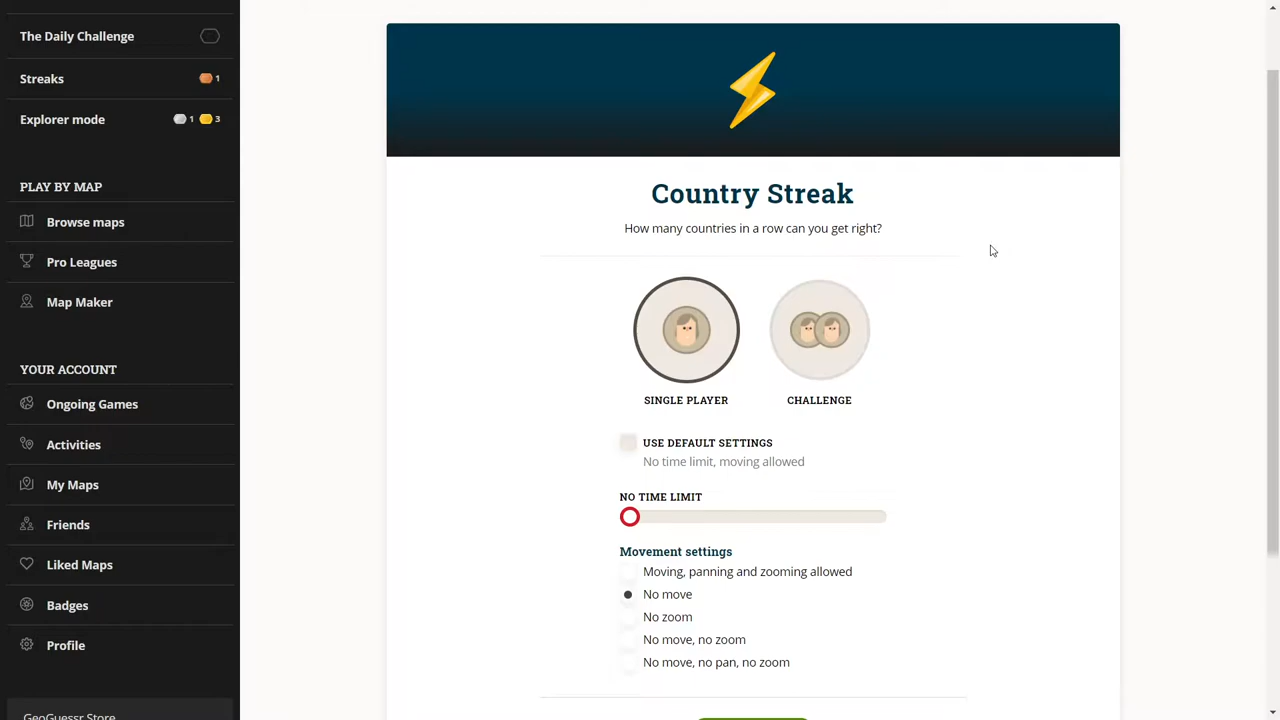 The Daily Challenge
Streaks 1
Explorer mode 1 3
PLAY BY MAP
Browse maps
Pro Leagues
Map Maker
YOUR ACCOUNT
Ongoing Games
Activities
My Maps
Friends
Liked Maps
Badges
Profile
GeoGuessr Store
Country Streak
How many countries in a row can you get right?
SINGLE PLAYER
CHALLENGE
USE DEFAULT SETTINGS
No time limit, moving allowed
NO TIME LIMIT
Movement settings
Moving, panning and zooming allowed
No move
No zoom
No move, no zoom
No move, no pan, no zoom